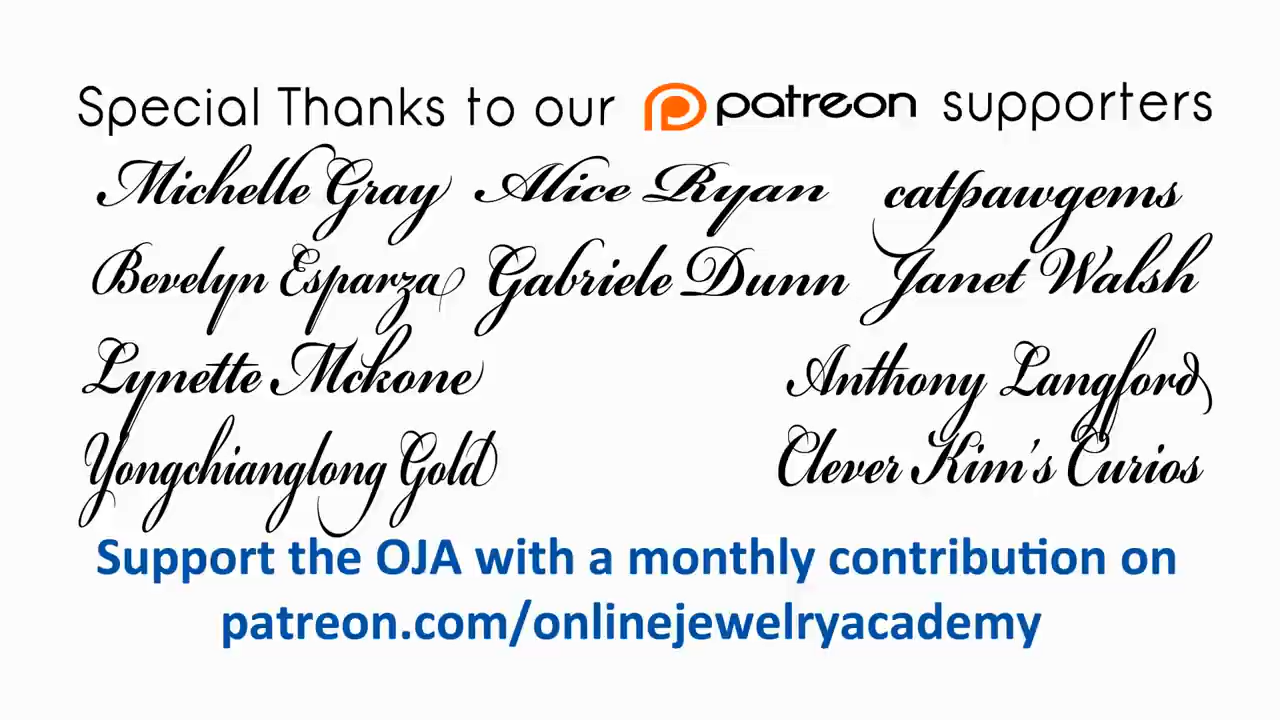 Special Thanks to our patreon supporters
Michelle Gray Alice Ryan catpawgems
Bevelyn Esparza Gabriele Dunn Janet Walsh
Lynette Mckone Anthony Langford
Yongchianglong Gold Clever Kim's Curios
Support the OJA with a monthly contribution on
patreon.com/onlinejewelryacademy